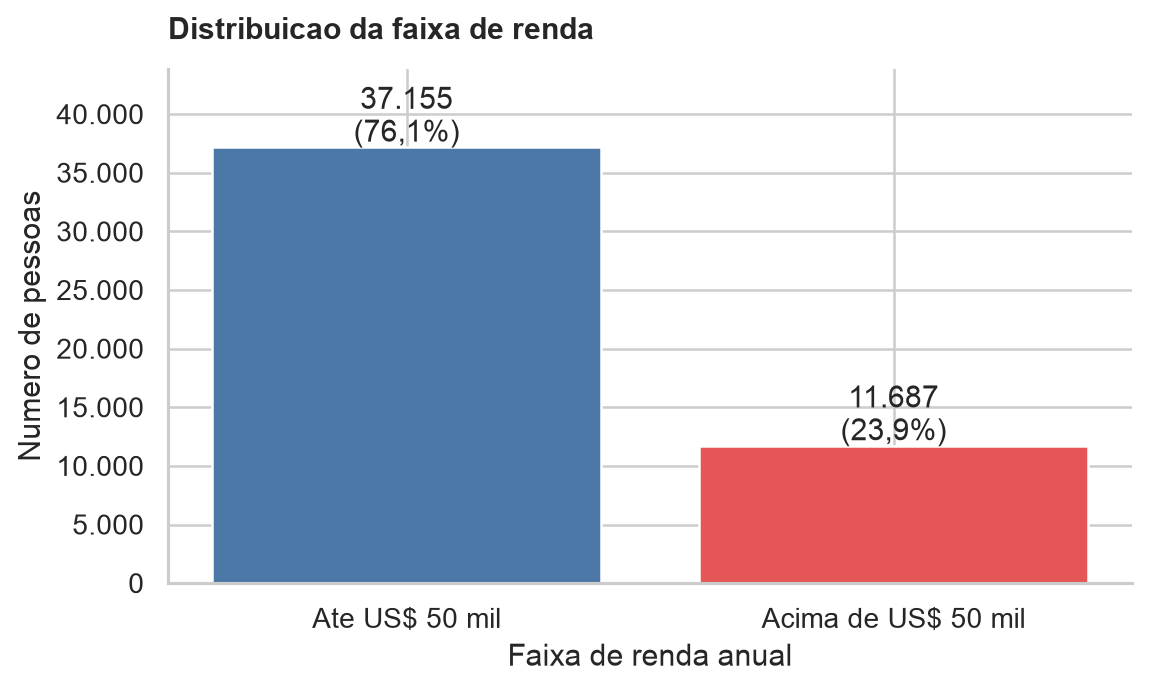 Distribuicao da faixa de renda
Numero de pessoas
40.000
35.000
30.000
25.000
20.000
15.000
10.000
5.000
0
37.155
(76,1%)
11.687
(23,9%)
Ate US$ 50 mil
Acima de US$ 50 mil
Faixa de renda anual